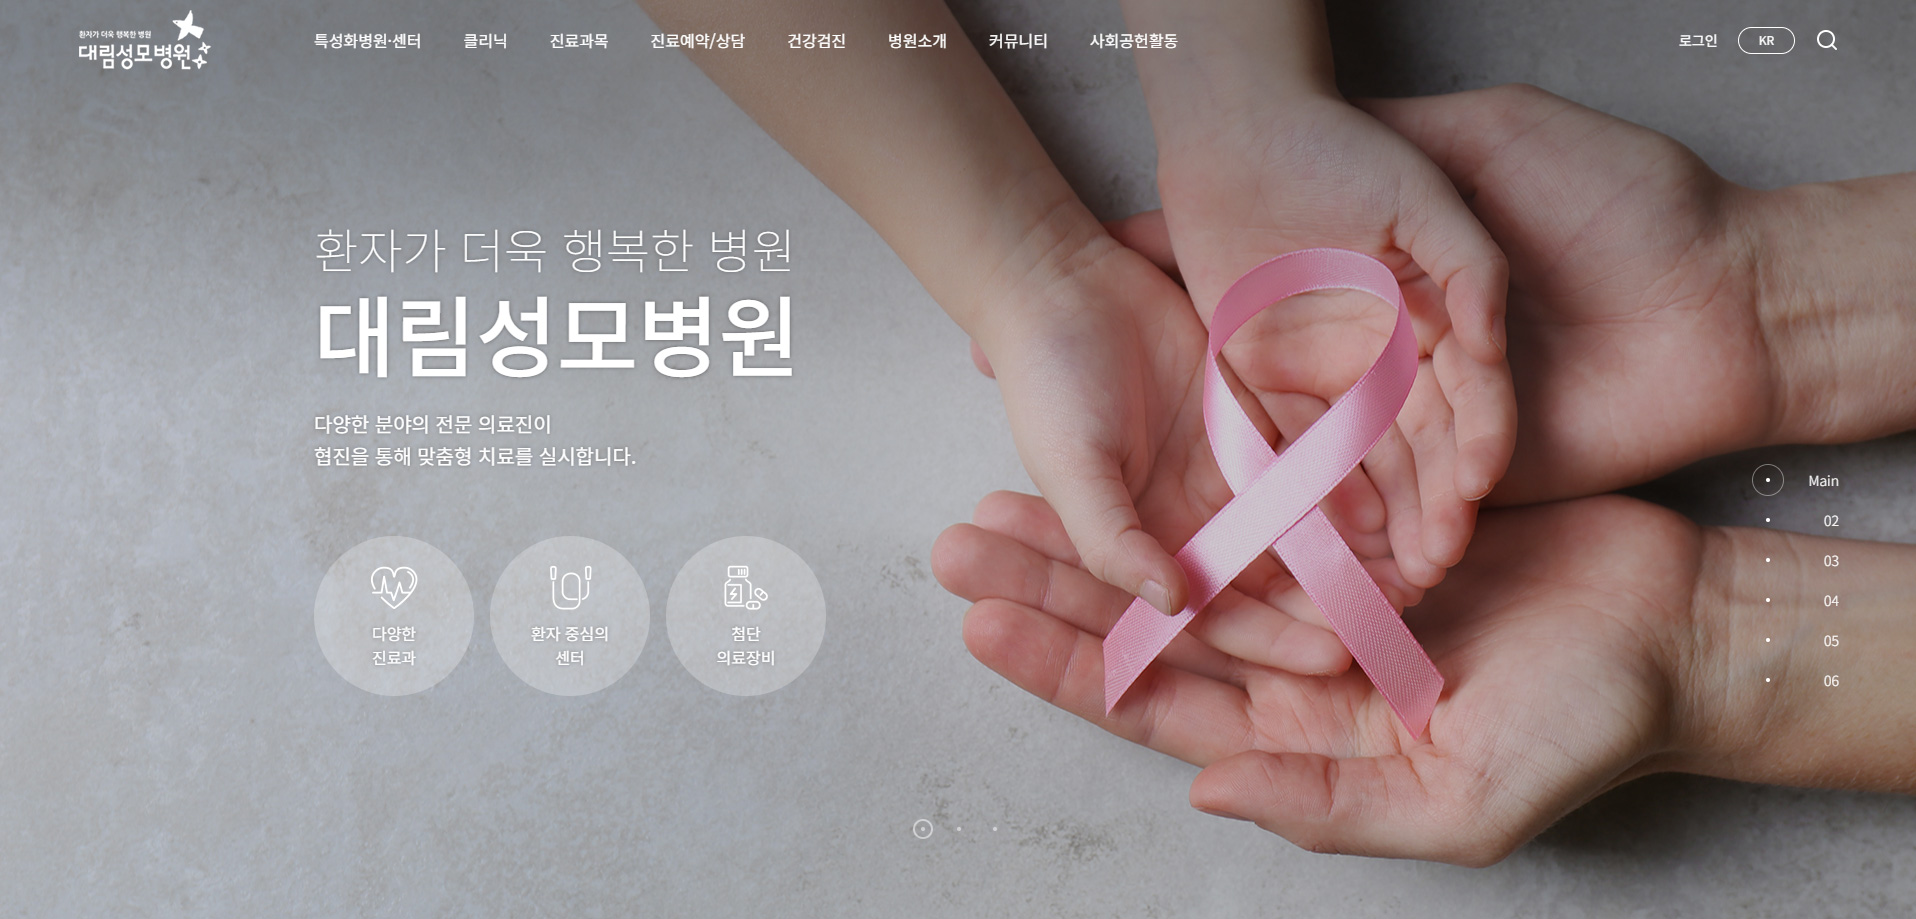 환자가 더욱 행복한 병원
대림성모병원
특성화병원·센터 클리닉 진료과목 진료예약/상담 건강검진 병원소개 커뮤니티 사회공헌활동
로그인 KR
환자가 더욱 행복한 병원
대림성모병원
다양한 분야의 전문 의료진이
협진을 통해 맞춤형 치료를 실시합니다.
다양한
진료과
환자 중심의
센터
첨단
의료장비
Main
02
03
04
05
06